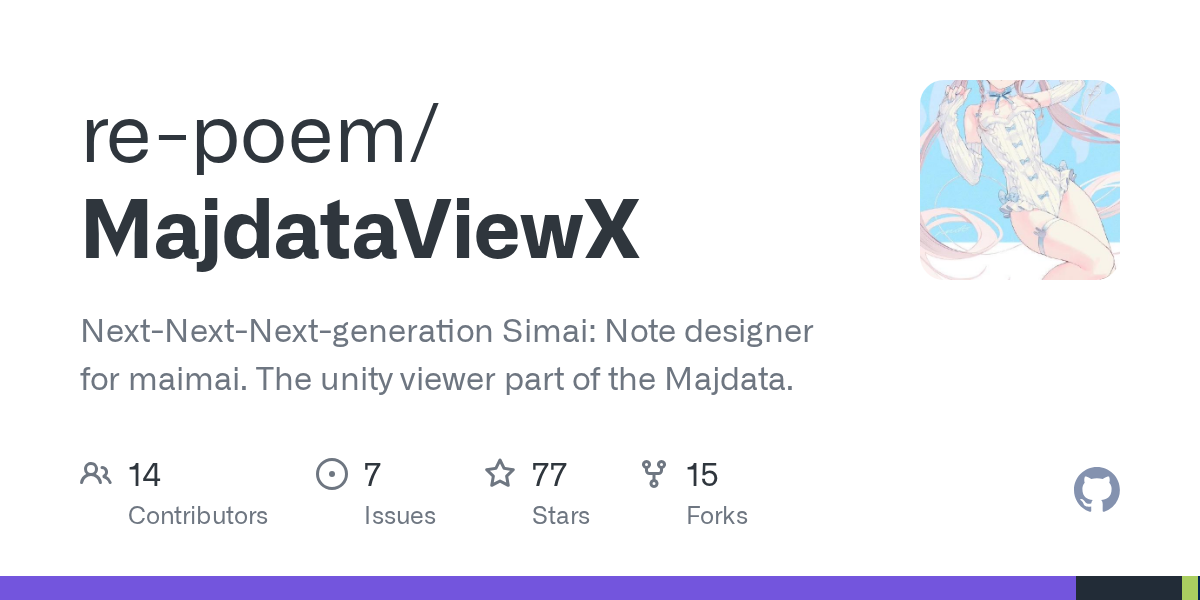 re-poem/
MajdataViewX
Next-Next-Next-generation Simai: Note designer
for maimai. The unity viewer part of the Majdata.
14 7 77 15
Contributors Issues Stars Forks